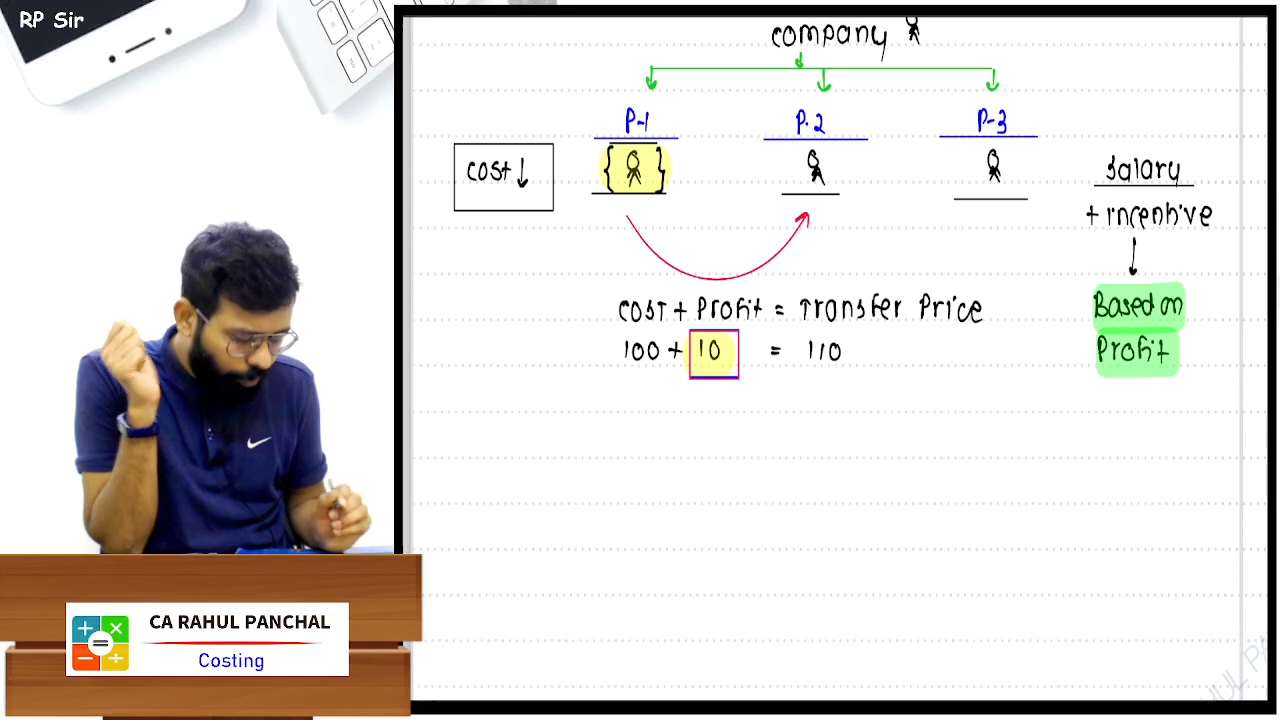 RP Sir
company
P-1 P-2 P-3
cost ↓
Salary
+ incentive
COST + Profit = Transfer Price
Based on
100 + 10 = 110
Profit
CA RAHUL PANCHAL
Costing